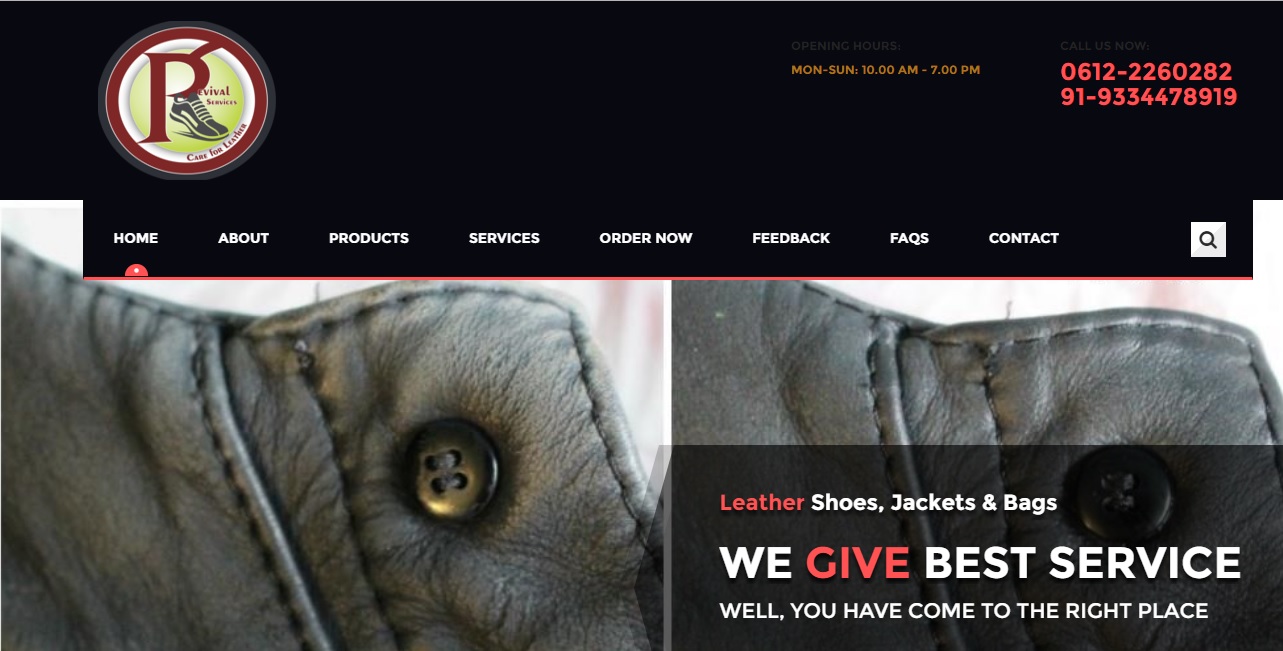 Revival
Services
Care for Leather
OPENING HOURS:
MON-SUN: 10.00 AM - 7.00 PM
CALL US NOW:
0612-2260282
91-9334478919
HOME ABOUT PRODUCTS SERVICES ORDER NOW FEEDBACK FAQS CONTACT
Leather Shoes, Jackets & Bags
WE GIVE BEST SERVICE
WELL, YOU HAVE COME TO THE RIGHT PLACE